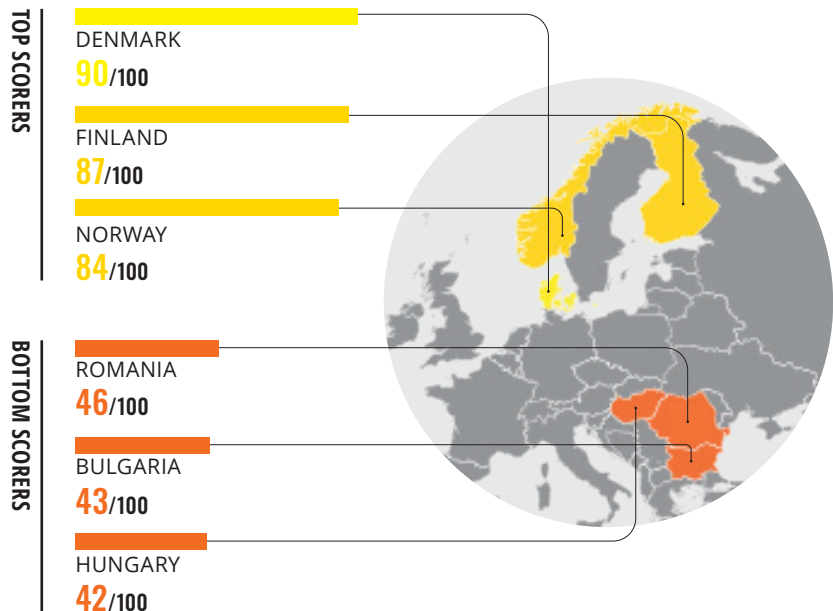 TOP SCORERS
DENMARK
90/100
FINLAND
87/100
NORWAY
84/100
BOTTOM SCORERS
ROMANIA
46/100
BULGARIA
43/100
HUNGARY
42/100